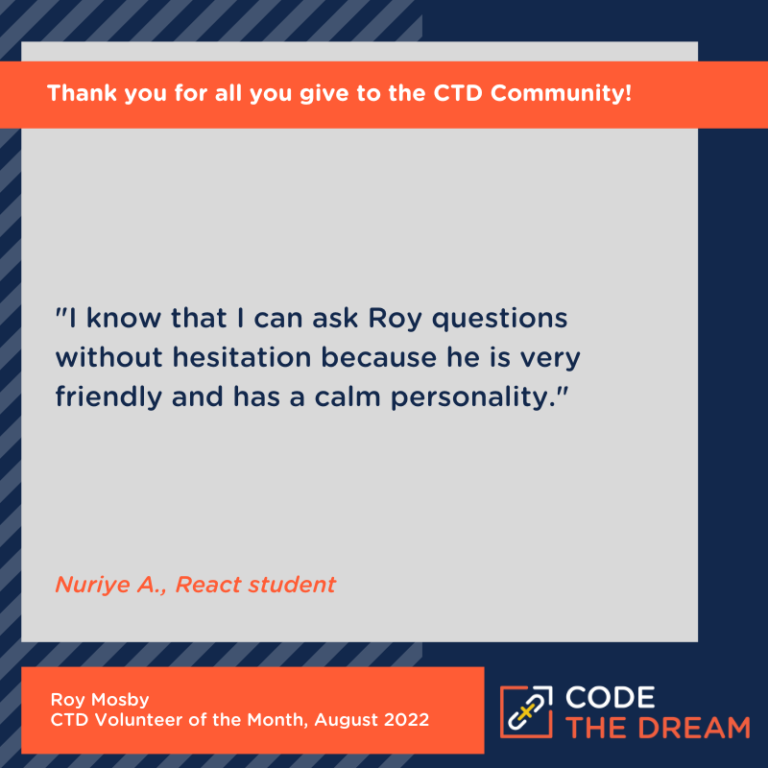 Thank you for all you give to the CTD Community!
"I know that I can ask Roy questions
without hesitation because he is very
friendly and has a calm personality."
Nuriye A., React student
Roy Mosby
CTD Volunteer of the Month, August 2022
CODE
THE DREAM